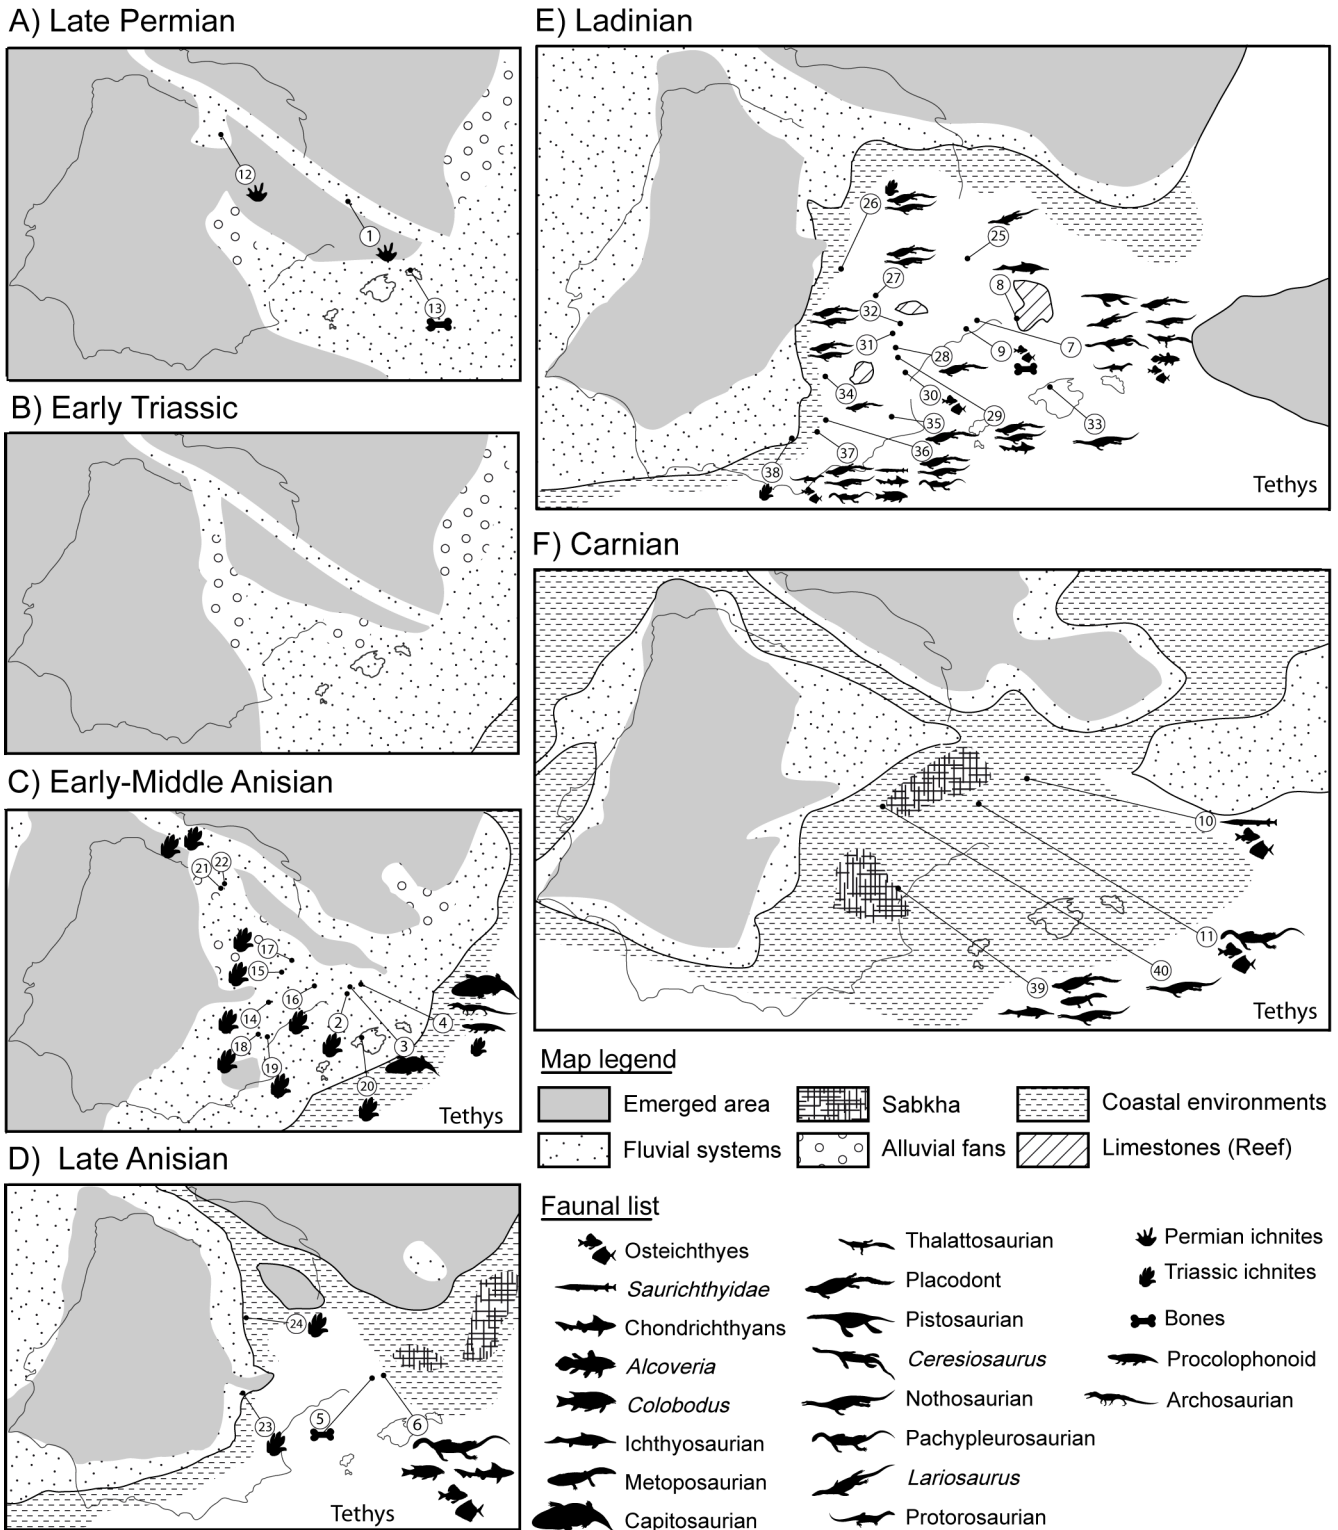 A) Late Permian
12
1
13
B) Early Triassic
C) Early-Middle Anisian
21
22
17
15
16
14
2
4
18
3
19
20
Tethys
D) Late Anisian
24
5
6
23
Tethys
E) Ladinian
26
25
27
8
32
31
28
9
7
34
30
29
33
35
36
37
38
Tethys
F) Carnian
10
11
40
39
Tethys
Map legend
Emerged area
Sabkha
Coastal environments
Fluvial systems
Alluvial fans
Limestones (Reef)
Faunal list
Osteichthyes
Saurichthyidae
Chondrichthyans
Alcoveria
Colobodus
Ichthyosaurian
Metoposaurian
Capitosaurian
Thalattosaurian
Placodont
Pistosaurian
Ceresiosaurus
Nothosaurian
Pachypleurosaurian
Lariosaurus
Protorosaurian
Permian ichnites
Triassic ichnites
Bones
Procolophonoid
Archosaurian